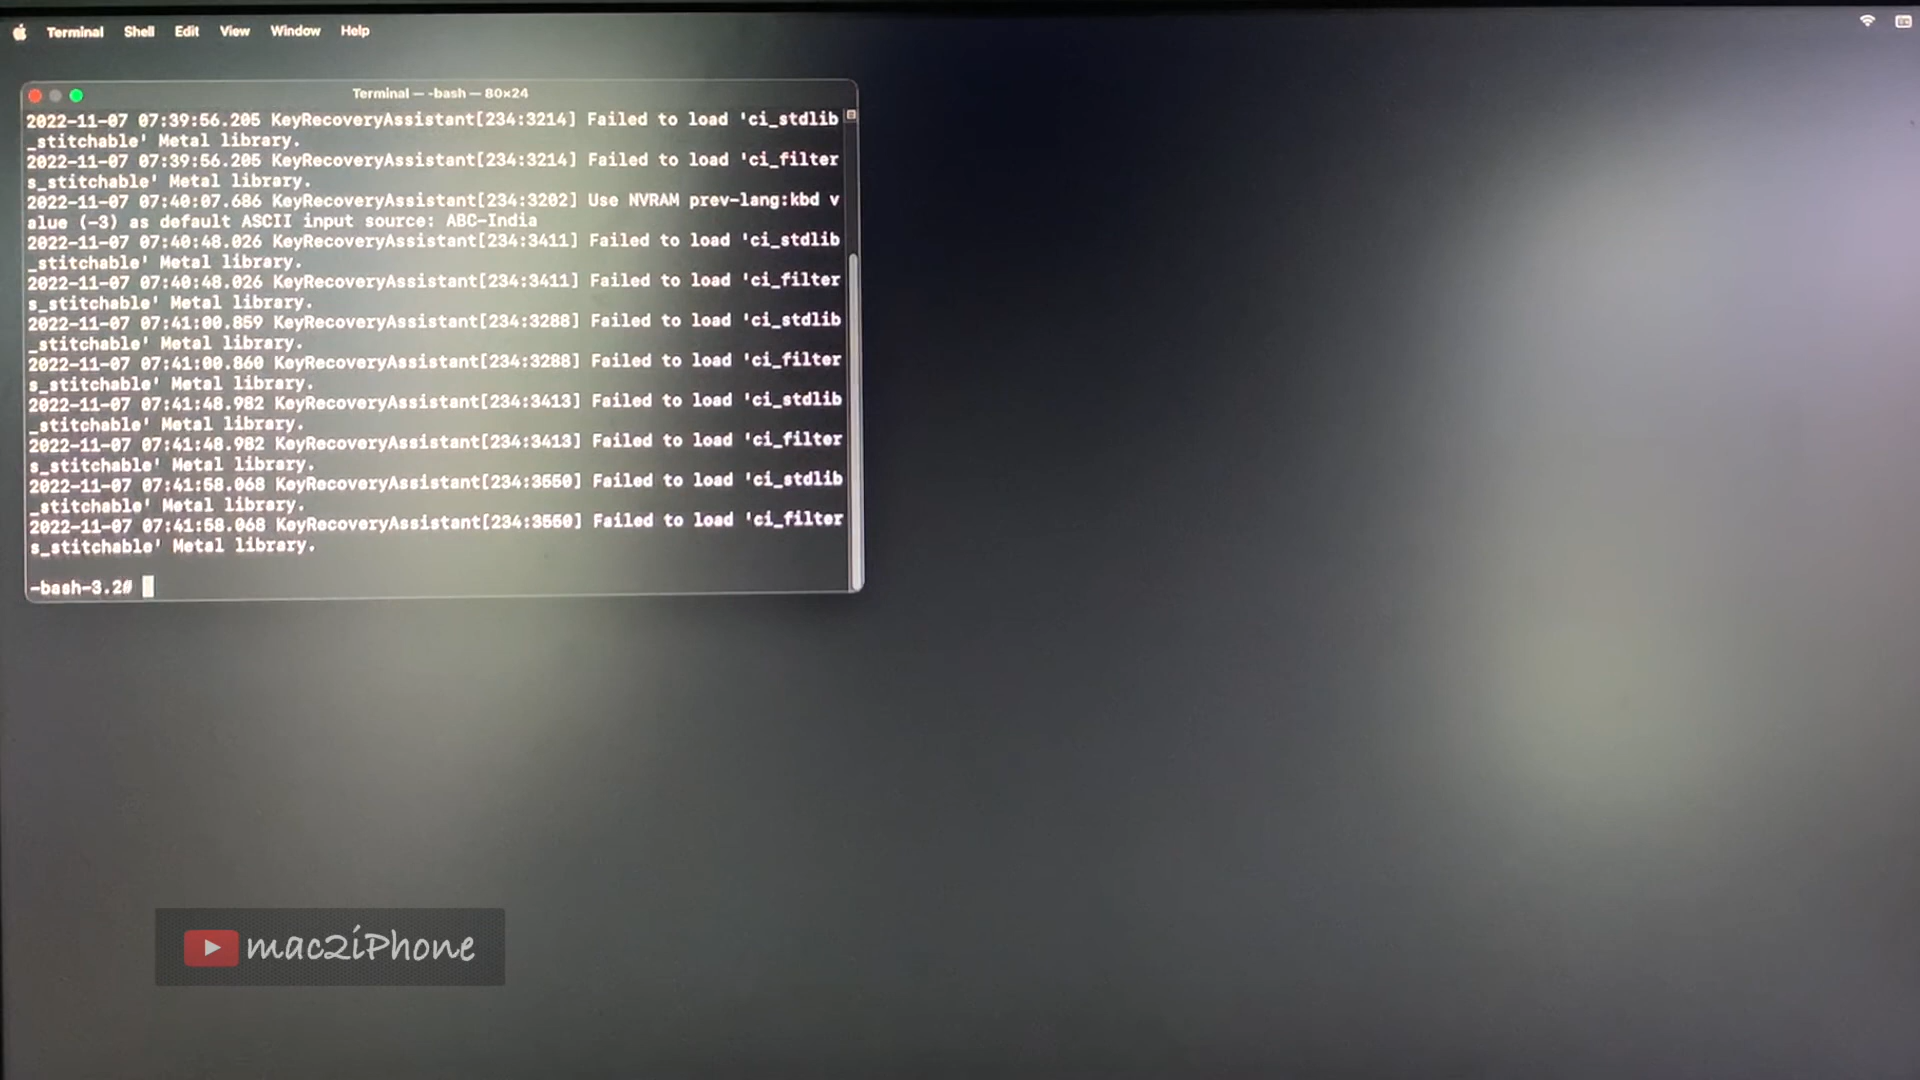 Terminal Shell Edit View Window Help
Terminal — -bash — 80×24
2022-11-07 07:39:56.205 KeyRecoveryAssistant[234:3214] Failed to load 'ci_stdlib
_stitchable' Metal library.
2022-11-07 07:39:56.205 KeyRecoveryAssistant[234:3214] Failed to load 'ci_filter
s_stitchable' Metal library.
2022-11-07 07:40:07.686 KeyRecoveryAssistant[234:3202] Use NVRAM prev-lang:kbd v
alue (-3) as default ASCII input source: ABC-India
2022-11-07 07:40:48.026 KeyRecoveryAssistant[234:3411] Failed to load 'ci_stdlib
_stitchable' Metal library.
2022-11-07 07:40:48.026 KeyRecoveryAssistant[234:3411] Failed to load 'ci_filter
s_stitchable' Metal library.
2022-11-07 07:41:00.859 KeyRecoveryAssistant[234:3288] Failed to load 'ci_stdlib
_stitchable' Metal library.
2022-11-07 07:41:00.860 KeyRecoveryAssistant[234:3288] Failed to load 'ci_filter
s_stitchable' Metal library.
2022-11-07 07:41:48.982 KeyRecoveryAssistant[234:3413] Failed to load 'ci_stdlib
_stitchable' Metal library.
2022-11-07 07:41:48.982 KeyRecoveryAssistant[234:3413] Failed to load 'ci_filter
s_stitchable' Metal library.
2022-11-07 07:41:58.068 KeyRecoveryAssistant[234:3550] Failed to load 'ci_stdlib
_stitchable' Metal library.
2022-11-07 07:41:58.068 KeyRecoveryAssistant[234:3550] Failed to load 'ci_filter
s_stitchable' Metal library.
-bash-3.2#
mac2iPhone